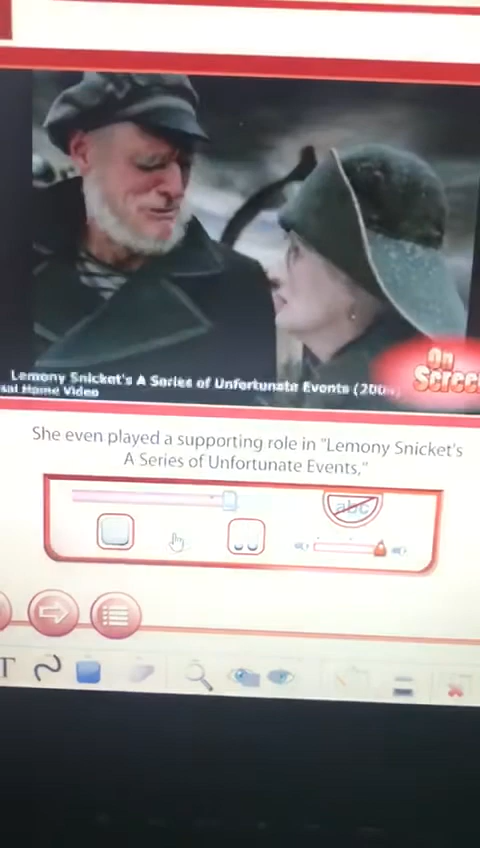 Lemony Snicket's A Series of Unfortunate Events (200
sal Home Video
On
Scree
She even played a supporting role in "Lemony Snicket's
A Series of Unfortunate Events,"
abc
T